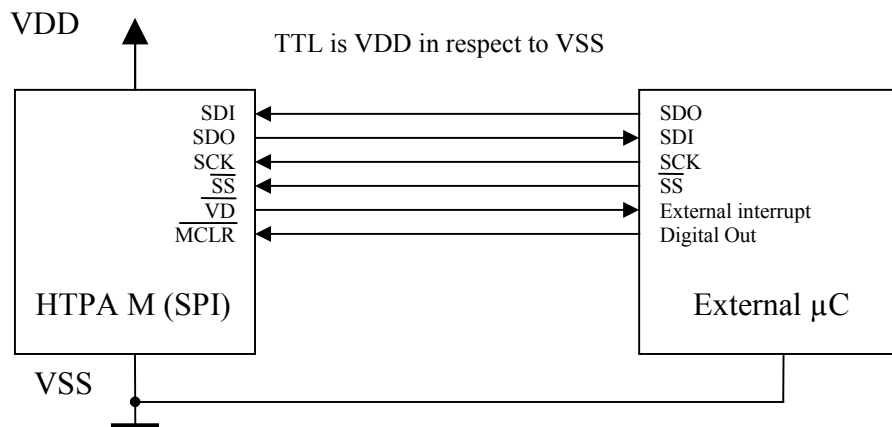 VDD
TTL is VDD in respect to VSS
SDI
SDO
SCK
SS
VD
MCLR
HTPA M (SPI)
SDO
SDI
SCK
SS
External interrupt
Digital Out
External µC
VSS